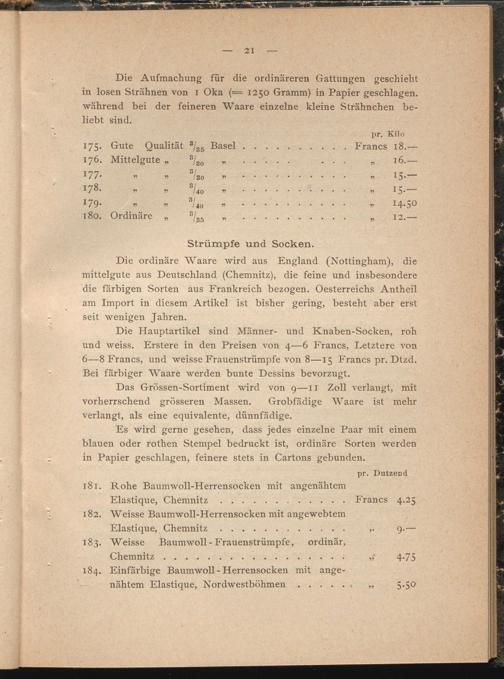 — 21 —
Die Aufmachung für die ordinäreren Gattungen geschieht
in losen Strähnen von 1 Oka (= 1250 Gramm) in Papier geschlagen,
während bei der feineren Waare einzelne kleine Strähnchen be-
liebt sind.
pr. Kilo
175. Gute Qualität 3/35 Basel . . . . . . . . . . Francs 18.—
176. Mittelgute „ 3/30 „ . . . . . . . . „ 16.—
177. „ „ 3/30 „ . . . . . . . . . . „ 15.—
178. „ „ 3/40 „ . . . . . . . . . . „ 15.—
179. „ „ 3/40 „ . . . . . . . . . . „ 14.50
180. Ordinäre „ 3/35 „ . . . . . . . . . . „ 12.—
Strümpfe und Socken.
Die ordinäre Waare wird aus England (Nottingham), die
mittelgute aus Deutschland (Chemnitz), die feine und insbesondere
die färbigen Sorten aus Frankreich bezogen. Oesterreichs Antheil
am Import in diesem Artikel ist bisher gering, besteht aber erst
seit wenigen Jahren.
Die Hauptartikel sind Männer- und Knaben-Socken, roh
und weiss. Erstere in den Preisen von 4—6 Francs, Letztere von
6—8 Francs, und weisse Frauenstrümpfe von 8—15 Francs pr. Dtzd.
Bei färbiger Waare werden bunte Dessins bevorzugt.
Das Grössen-Sortiment wird von 9—11 Zoll verlangt, mit
vorherrschend grösseren Massen. Grobfädige Waare ist mehr
verlangt, als eine equivalente, dünnfädige.
Es wird gerne gesehen, dass jedes einzelne Paar mit einem
blauen oder rothen Stempel bedruckt ist, ordinäre Sorten werden
in Papier geschlagen, feinere stets in Cartons gebunden.
pr. Dutzend
181. Rohe Baumwoll-Herrensocken mit angenähtem
Elastique, Chemnitz . . . . . . . . . . . Francs 4.25
182. Weisse Baumwoll-Herrensocken mit angewebtem
Elastique, Chemnitz . . . . . . . . . . . „ 9.—
183. Weisse Baumwoll-Frauenstrümpfe, ordinär,
Chemnitz . . . . . . . . . . . . . . . „ 4.75
184. Einfärbige Baumwoll-Herrensocken mit ange-
nähtem Elastique, Nordwestböhmen . . . . . „ 5.50